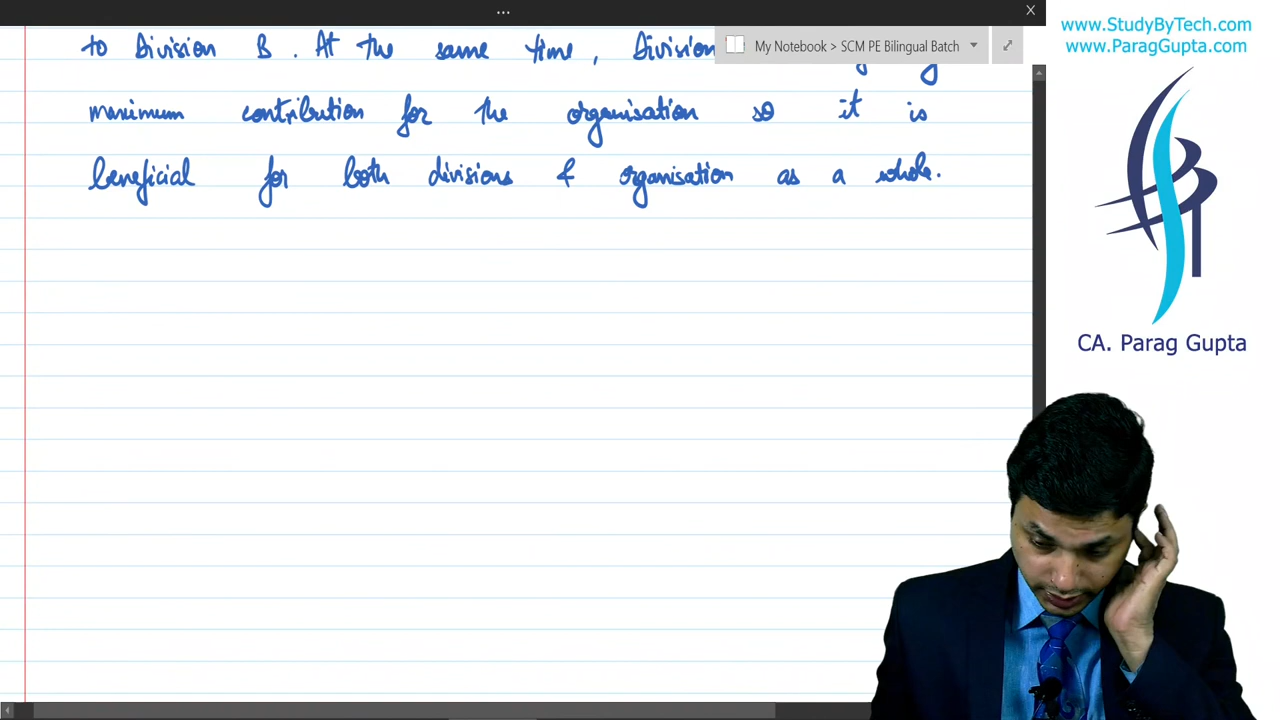 ...
www.StudyByTech.com
www.ParagGupta.com
My Notebook > SCM PE Bilingual Batch
to Division B. At the same time, Division
maximum contribution for the organisation so it is
beneficial for both divisions & organisation as a whole.
CA. Parag Gupta